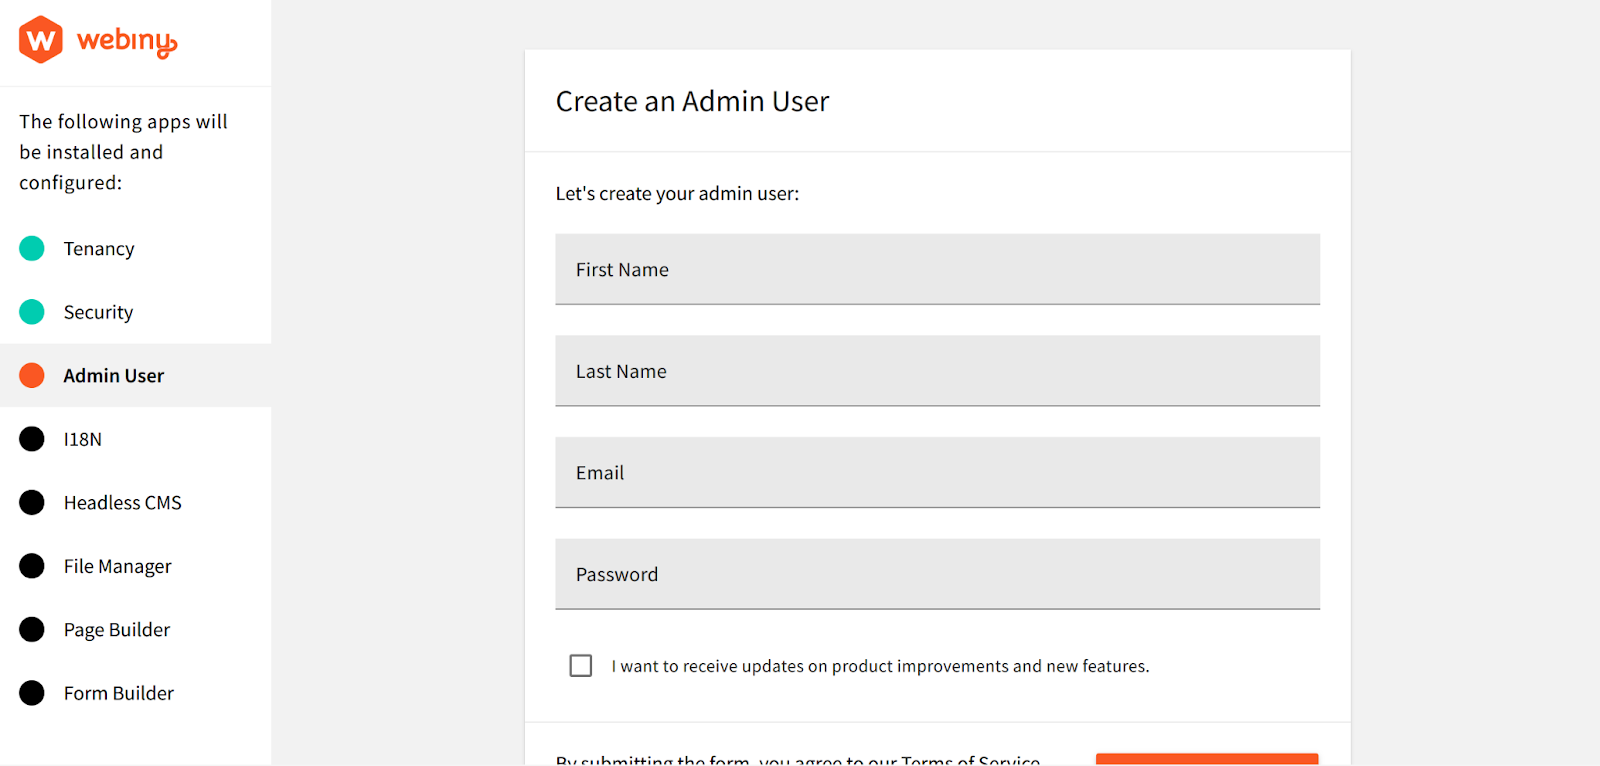 webiny
The following apps will
be installed and
configured:
Tenancy
Security
Admin User
I18N
Headless CMS
File Manager
Page Builder
Form Builder
Create an Admin User
Let's create your admin user:
First Name
Last Name
Email
Password
I want to receive updates on product improvements and new features.
By submitting the form, you agree to our Terms of Service